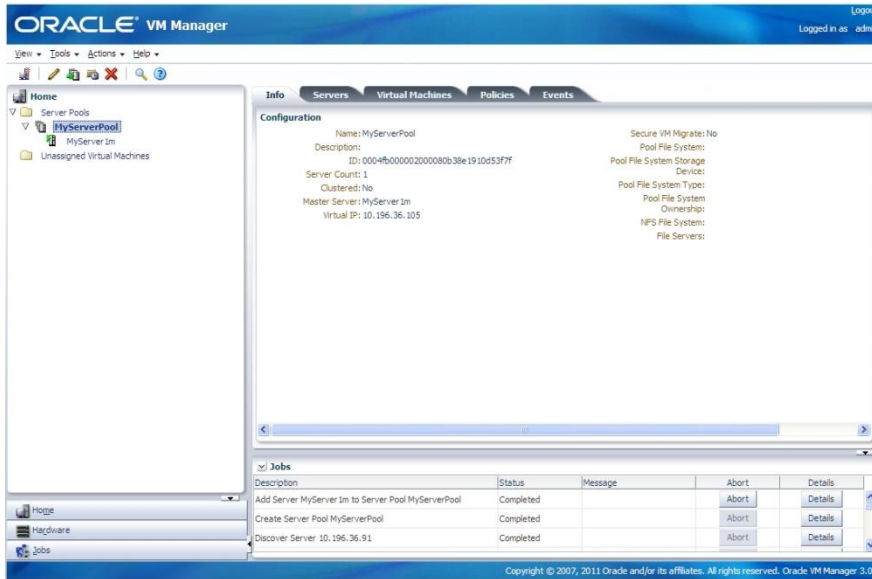 ORACLE VM Manager
Logou
Logged in as adm
View Tools Actions Help
Home
Server Pools
MyServerPool
MyServer1m
Unassigned Virtual Machines
Info Servers Virtual Machines Policies Events
Configuration
Name: MyServerPool
Description:
ID: 0004fb000002000080b38e1910d53f7f
Server Count: 1
Clustered: No
Master Server: MyServer1m
Virtual IP: 10.196.36.105
Secure VM Migrate: No
Pool File System:
Pool File System Storage
Device:
Pool File System Type:
Pool File System
Ownership:
NFS File System:
File Servers:
Jobs
Description Status Message Abort Details
Add Server MyServer1m to Server Pool MyServerPool Completed Abort Details
Create Server Pool MyServerPool Completed Abort Details
Discover Server 10.196.36.91 Completed Abort Details
Home
Hardware
Jobs
Copyright © 2007, 2011 Oracle and/or its affiliates. All rights reserved. Oracle VM Manager 3.0